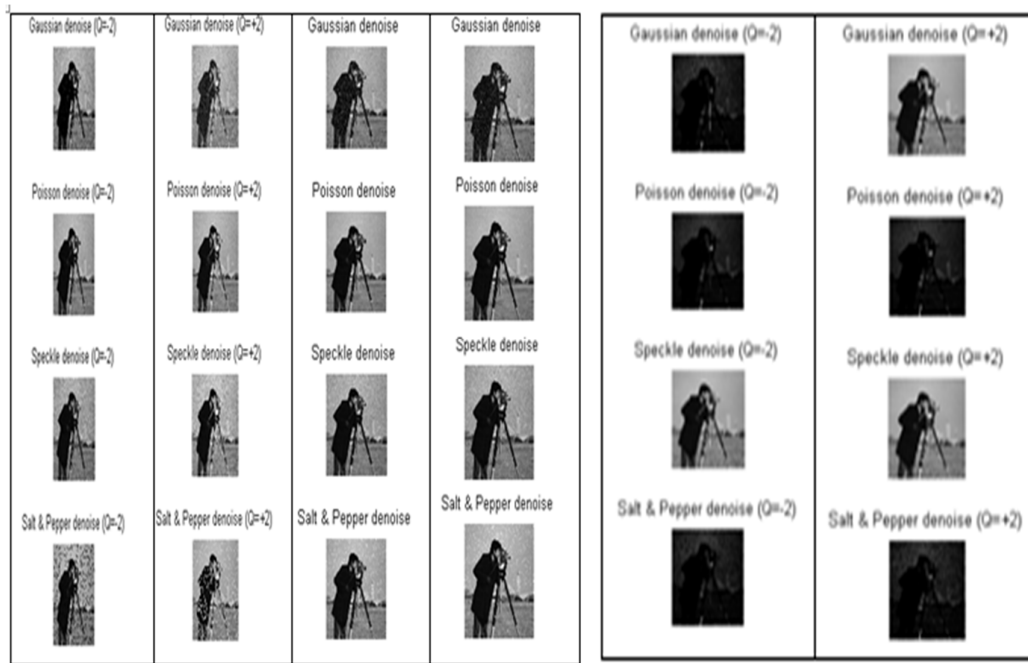 Gaussian denoise (Q=-2)
Gaussian denoise (Q=+2)
Gaussian denoise
Gaussian denoise
Poisson denoise (Q=-2)
Poisson denoise (Q=+2)
Poisson denoise
Poisson denoise
Speckle denoise (Q=-2)
Speckle denoise (Q=+2)
Speckle denoise
Speckle denoise
Salt & Pepper denoise (Q=-2)
Salt & Pepper denoise (Q=+2)
Salt & Pepper denoise
Salt & Pepper denoise
Gaussian denoise (Q=-2)
Gaussian denoise (Q=+2)
Poisson denoise (Q=-2)
Poisson denoise (Q=+2)
Speckle denoise (Q=-2)
Speckle denoise (Q=+2)
Salt & Pepper denoise (Q=-2)
Salt & Pepper denoise (Q=+2)